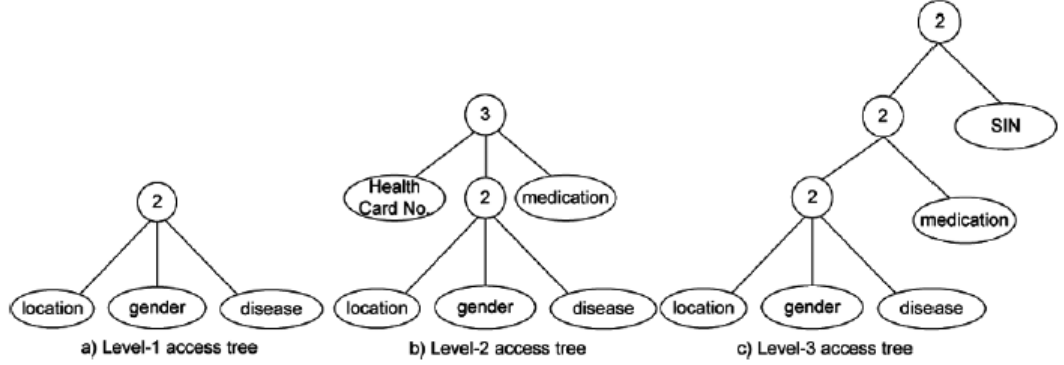 2
2
SIN
3
2
medication
2
location
gender
disease
Health
Card No.
2
medication
location
gender
disease
2
location
gender
disease
a) Level-1 access tree
b) Level-2 access tree
c) Level-3 access tree